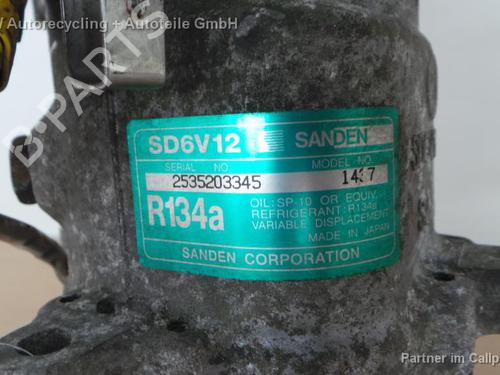 Autorecycling + Autoteile GmbH
B-PARTS
SD6V12 SANDEN
SERIAL NO MODEL NO.
2535203345 1437
R134a
OIL: SP-10 OR EQUIV.
REFRIGERANT: R134a
VARIABLE DISPLACEMENT
MADE IN JAPAN
SANDEN CORPORATION
Partner im Callp